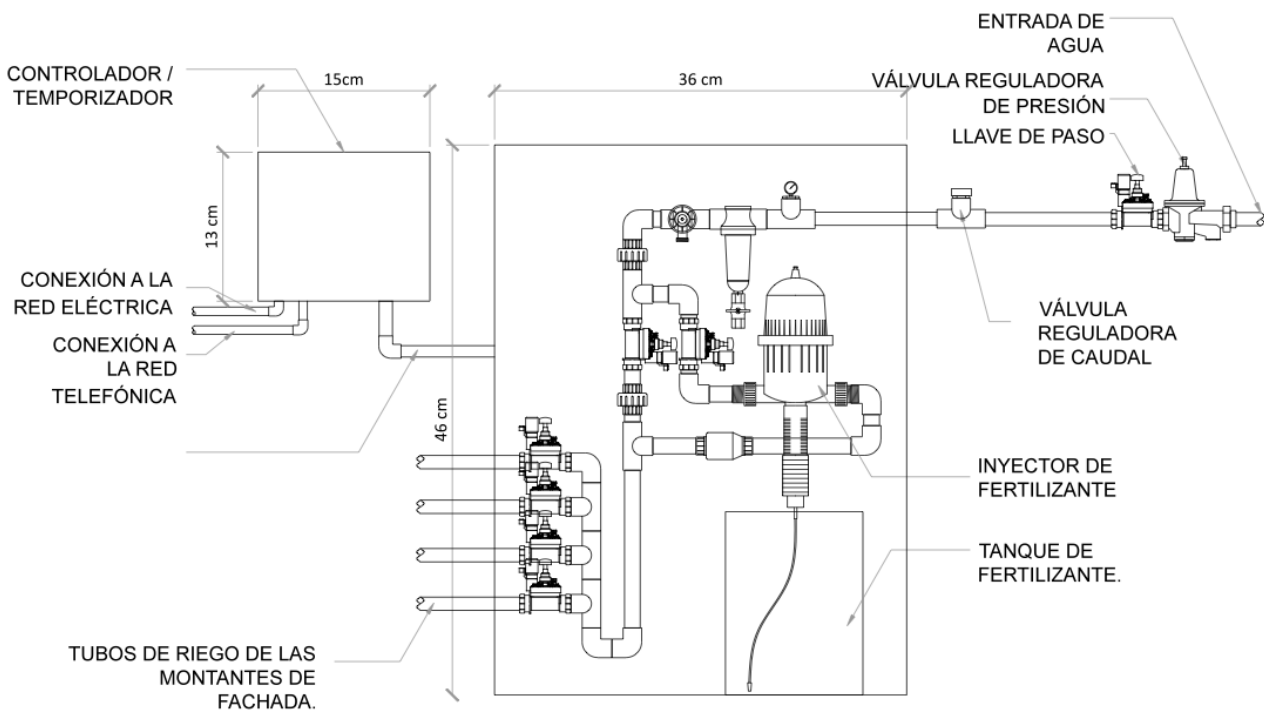 ENTRADA DE
AGUA
CONTROLADOR /
TEMPORIZADOR
15cm
36 cm
VÁLVULA REGULADORA
DE PRESIÓN
LLAVE DE PASO
13 cm
CONEXIÓN A LA
RED ELÉCTRICA
CONEXIÓN A
LA RED
TELEFÓNICA
VÁLVULA
REGULADORA
DE CAUDAL
46 cm
INYECTOR DE
FERTILIZANTE
TANQUE DE
FERTILIZANTE.
TUBOS DE RIEGO DE LAS
MONTANTES DE
FACHADA.